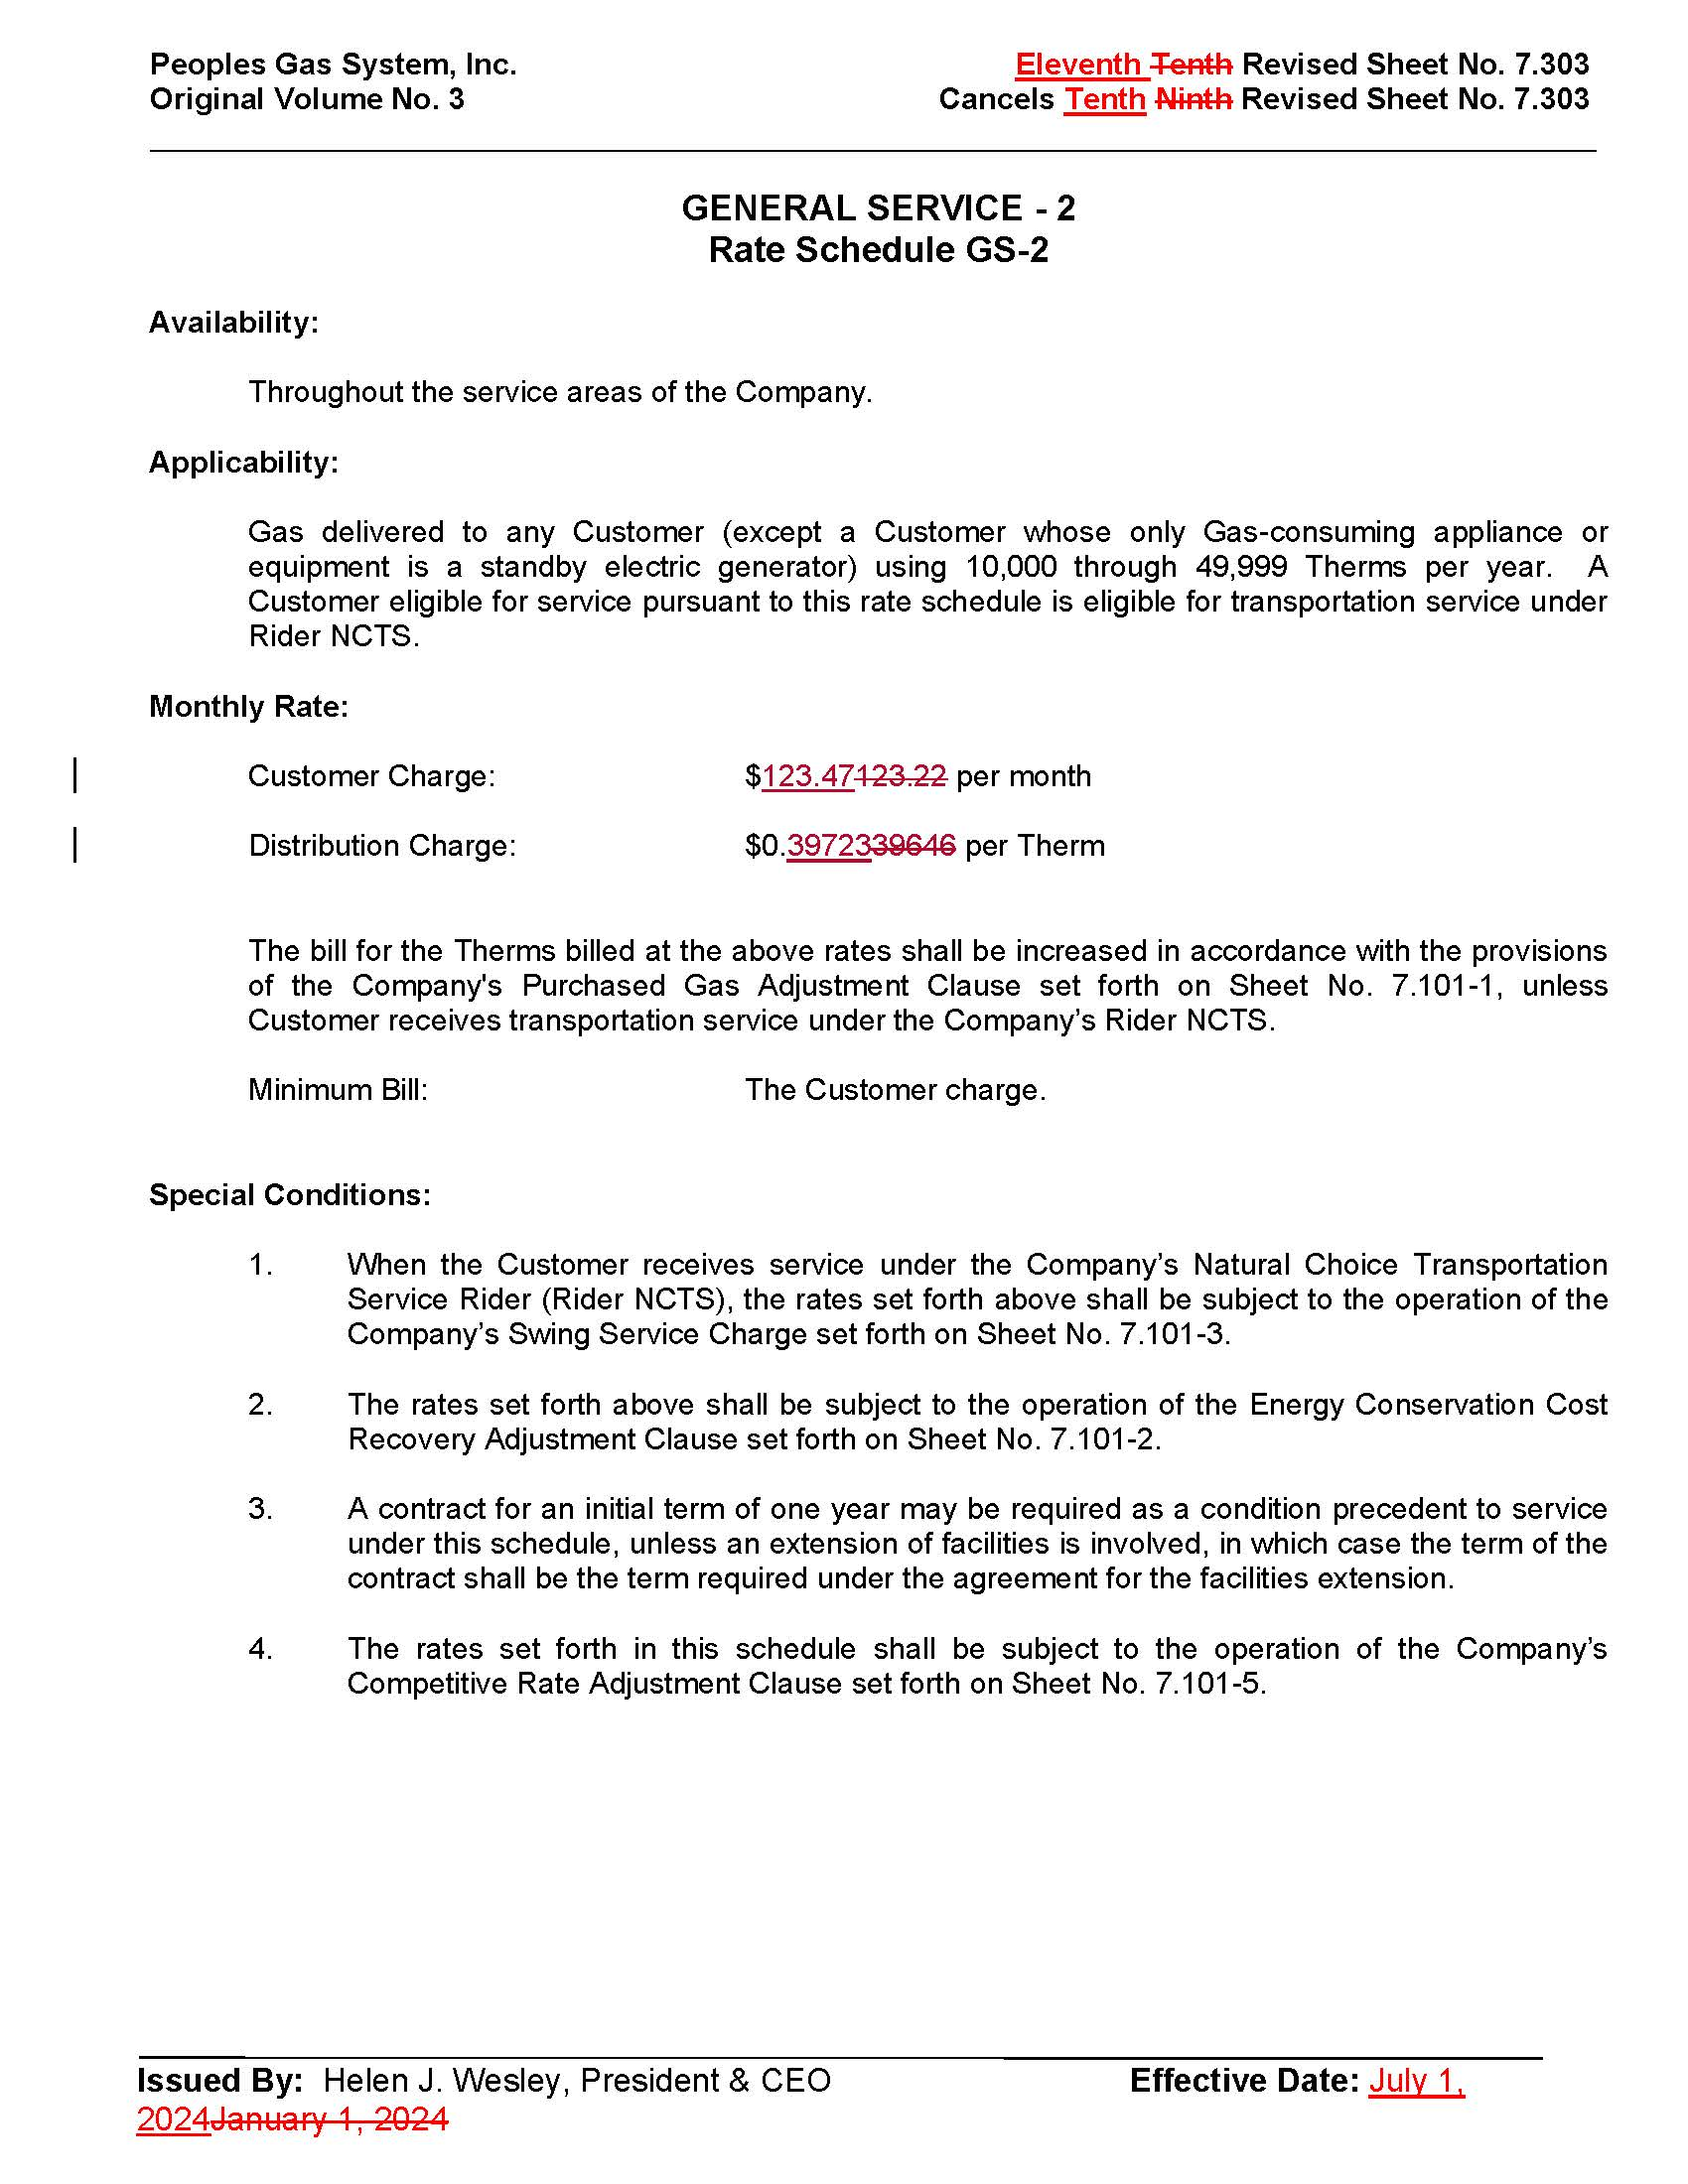 Peoples Gas System, Inc.
Original Volume No. 3
Eleventh Tenth Revised Sheet No. 7.303
Cancels Tenth Ninth Revised Sheet No. 7.303
GENERAL SERVICE - 2
Rate Schedule GS-2
Availability:
Throughout the service areas of the Company.
Applicability:
Gas delivered to any Customer (except a Customer whose only Gas-consuming appliance or
equipment is a standby electric generator) using 10,000 through 49,999 Therms per year. A
Customer eligible for service pursuant to this rate schedule is eligible for transportation service under
Rider NCTS.
Monthly Rate:
Customer Charge: $123.47123.22 per month
Distribution Charge: $0.3972339646 per Therm
The bill for the Therms billed at the above rates shall be increased in accordance with the provisions
of the Company's Purchased Gas Adjustment Clause set forth on Sheet No. 7.101-1, unless
Customer receives transportation service under the Company’s Rider NCTS.
Minimum Bill: The Customer charge.
Special Conditions:
1. When the Customer receives service under the Company’s Natural Choice Transportation
Service Rider (Rider NCTS), the rates set forth above shall be subject to the operation of the
Company’s Swing Service Charge set forth on Sheet No. 7.101-3.
2. The rates set forth above shall be subject to the operation of the Energy Conservation Cost
Recovery Adjustment Clause set forth on Sheet No. 7.101-2.
3. A contract for an initial term of one year may be required as a condition precedent to service
under this schedule, unless an extension of facilities is involved, in which case the term of the
contract shall be the term required under the agreement for the facilities extension.
4. The rates set forth in this schedule shall be subject to the operation of the Company’s
Competitive Rate Adjustment Clause set forth on Sheet No. 7.101-5.
Issued By: Helen J. Wesley, President & CEO Effective Date: July 1,
2024January 1, 2024